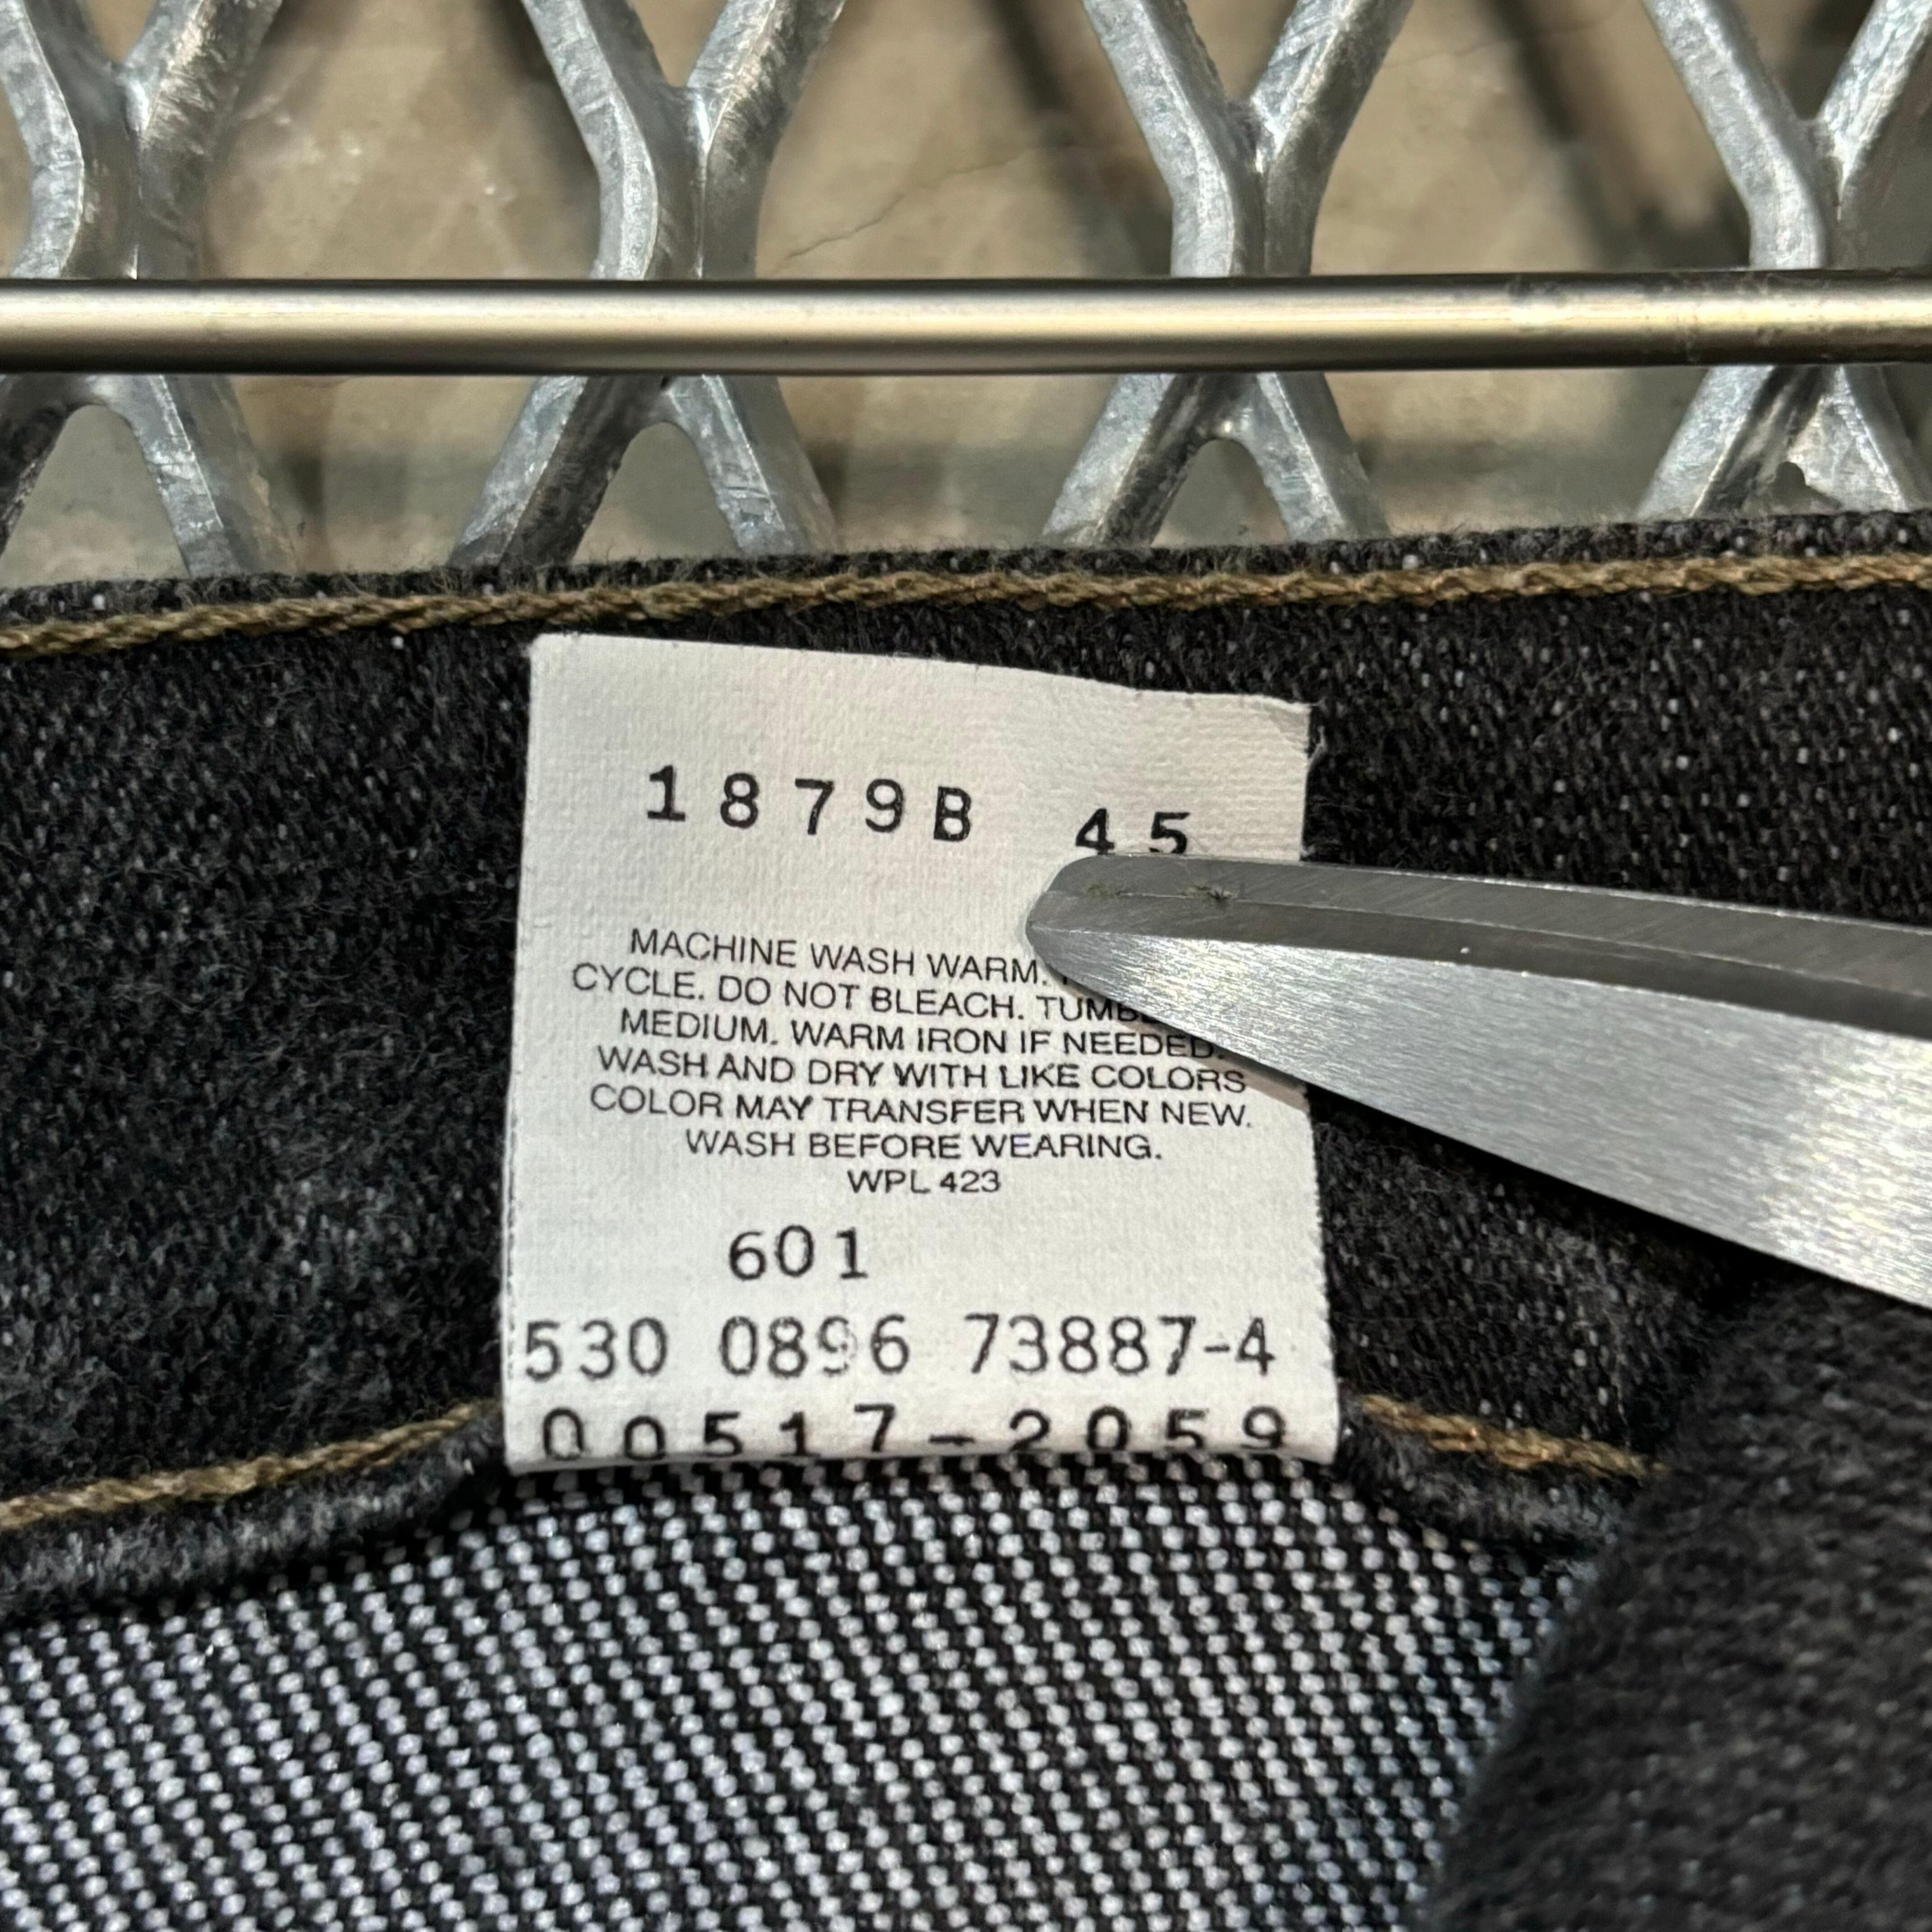 1879B 45
MACHINE WASH WARM.
CYCLE. DO NOT BLEACH.
MEDIUM. WARM IRON IF NEEDED.
WASH AND DRY WITH LIKE COLORS
COLOR MAY TRANSFER WHEN NEW.
WASH BEFORE WEARING.
WPL 423
601
530 0896 73887-4
00517-2059